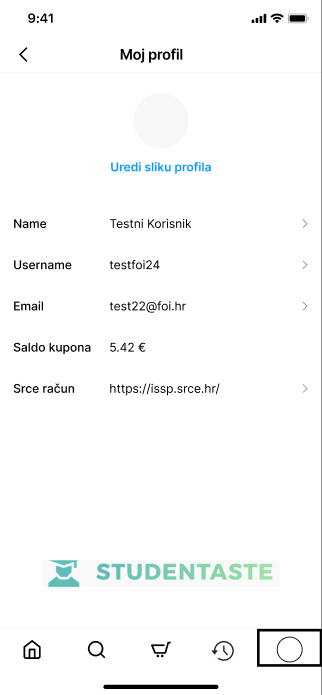 9:41
Moj profil
Uredi sliku profila
Name Testni Korisnik
Username testfoi24
Email test22@foi.hr
Saldo kupona 5.42 €
Srce račun https://issp.srce.hr/
STUDENTASTE